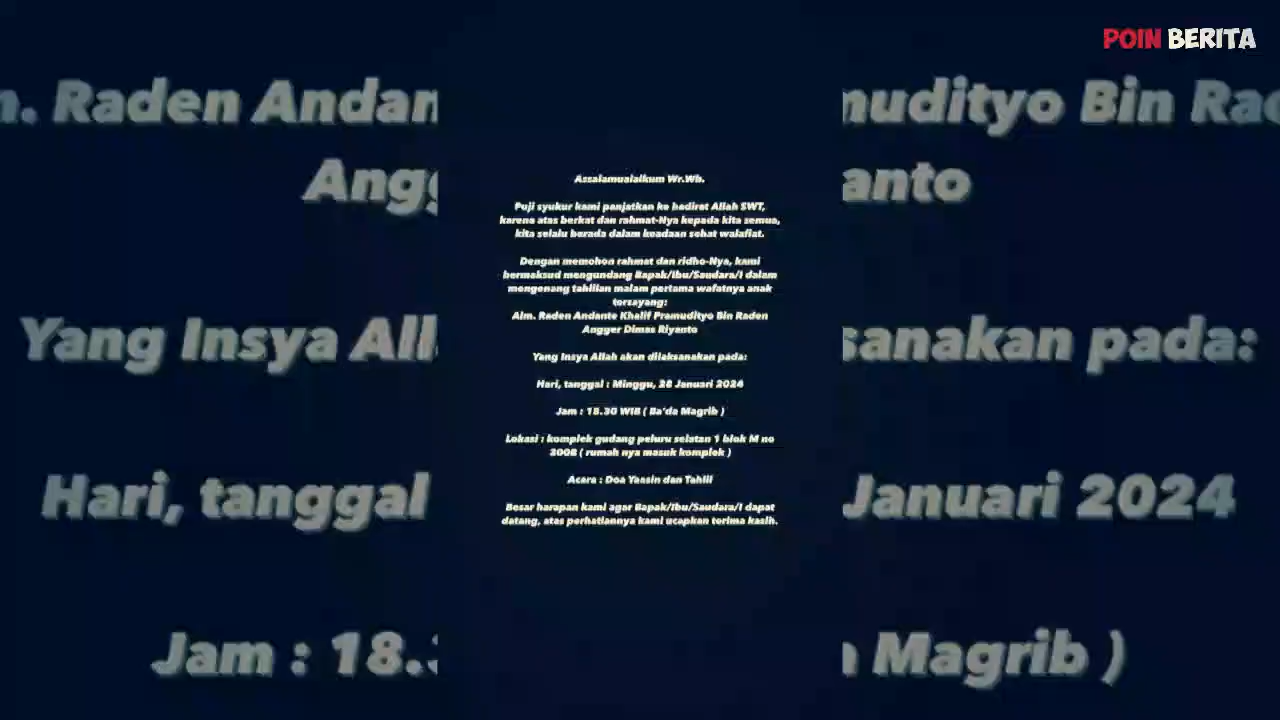 POIN BERITA
m. Raden Andan
mudityo Bin Rad
Angg
anto
Yang Insya All
sanakan pada:
Hari, tanggal
Januari 2024
Jam : 18.3
Magrib )
Assalamualaikum Wr.Wb.
Puji syukur kami panjatkan ke hadirat Allah SWT,
karena atas berkat dan rahmat-Nya kepada kita semua,
kita selalu berada dalam keadaan sehat walafiat.
Dengan memohon rahmat dan ridho-Nya, kami
bermaksud mengundang Bapak/Ibu/Saudara/I dalam
mengenang tahlilan malam pertama wafatnya anak
tersayang:
Alm. Raden Andante Khalif Pramudityo Bin Raden
Angger Dimas Riyanto
Yang Insya Allah akan dilaksanakan pada:
Hari, tanggal : Minggu, 28 Januari 2024
Jam : 18.30 WIB ( Ba'da Magrib )
Lokasi : komplek gudang peluru selatan 1 blok M no
300B ( rumah nya masuk komplek )
Acara : Doa Yaasin dan Tahlil
Besar harapan kami agar Bapak/Ibu/Saudara/I dapat
datang, atas perhatiannya kami ucapkan terima kasih.